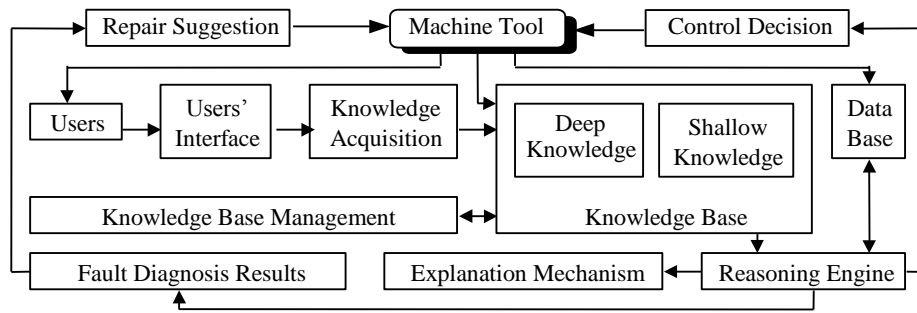 Repair Suggestion
Machine Tool
Control Decision
Users
Users’
Interface
Knowledge
Acquisition
Deep
Knowledge
Shallow
Knowledge
Data
Base
Knowledge Base Management
Knowledge Base
Fault Diagnosis Results
Explanation Mechanism
Reasoning Engine